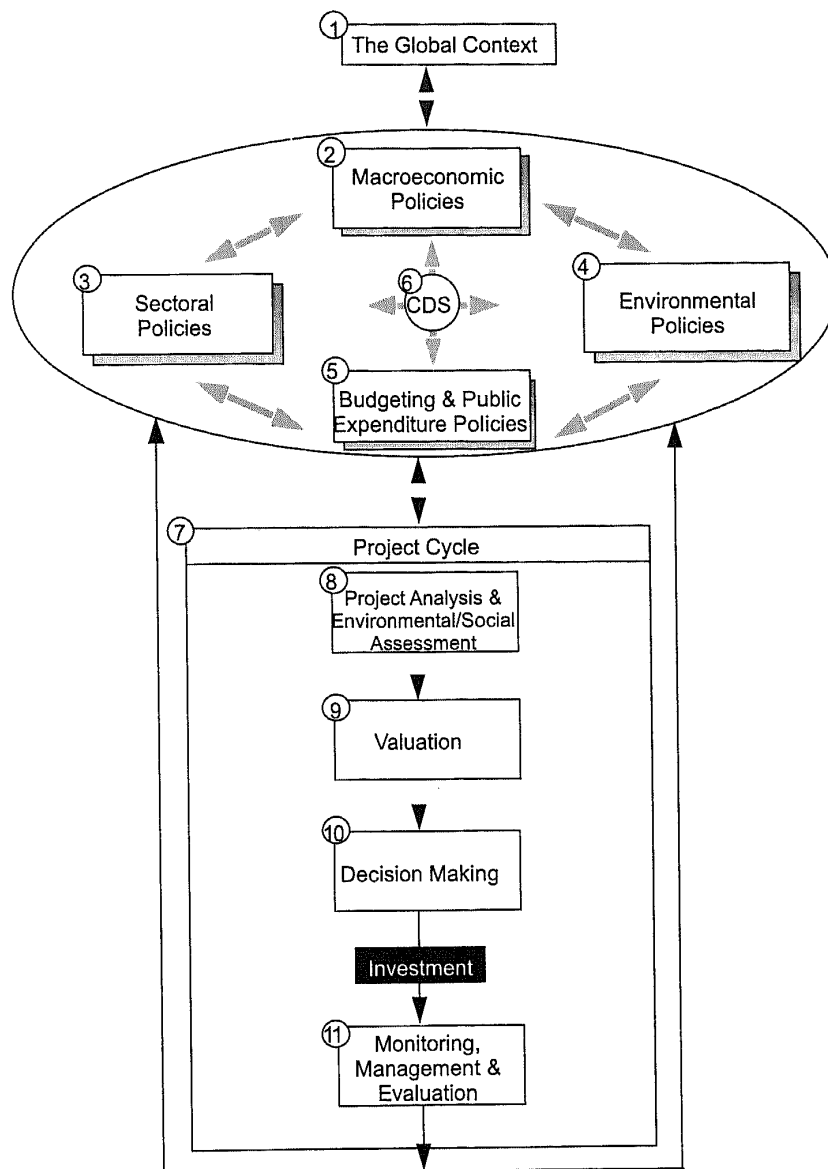 1
The Global Context
2
Macroeconomic
Policies
3
Sectoral
Policies
6
CDS
4
Environmental
Policies
5
Budgeting & Public
Expenditure Policies
7
Project Cycle
8
Project Analysis &
Environmental/Social
Assessment
9
Valuation
10
Decision Making
Investment
11
Monitoring,
Management &
Evaluation